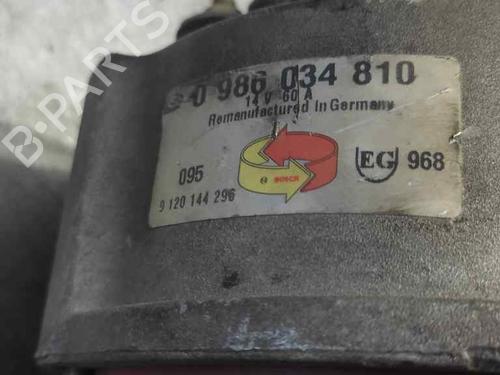 0 986 034 810
14 V 60 A
Remanufactured in Germany
095
BOSCH
EG 968
9 120 144 296
B-PARTS